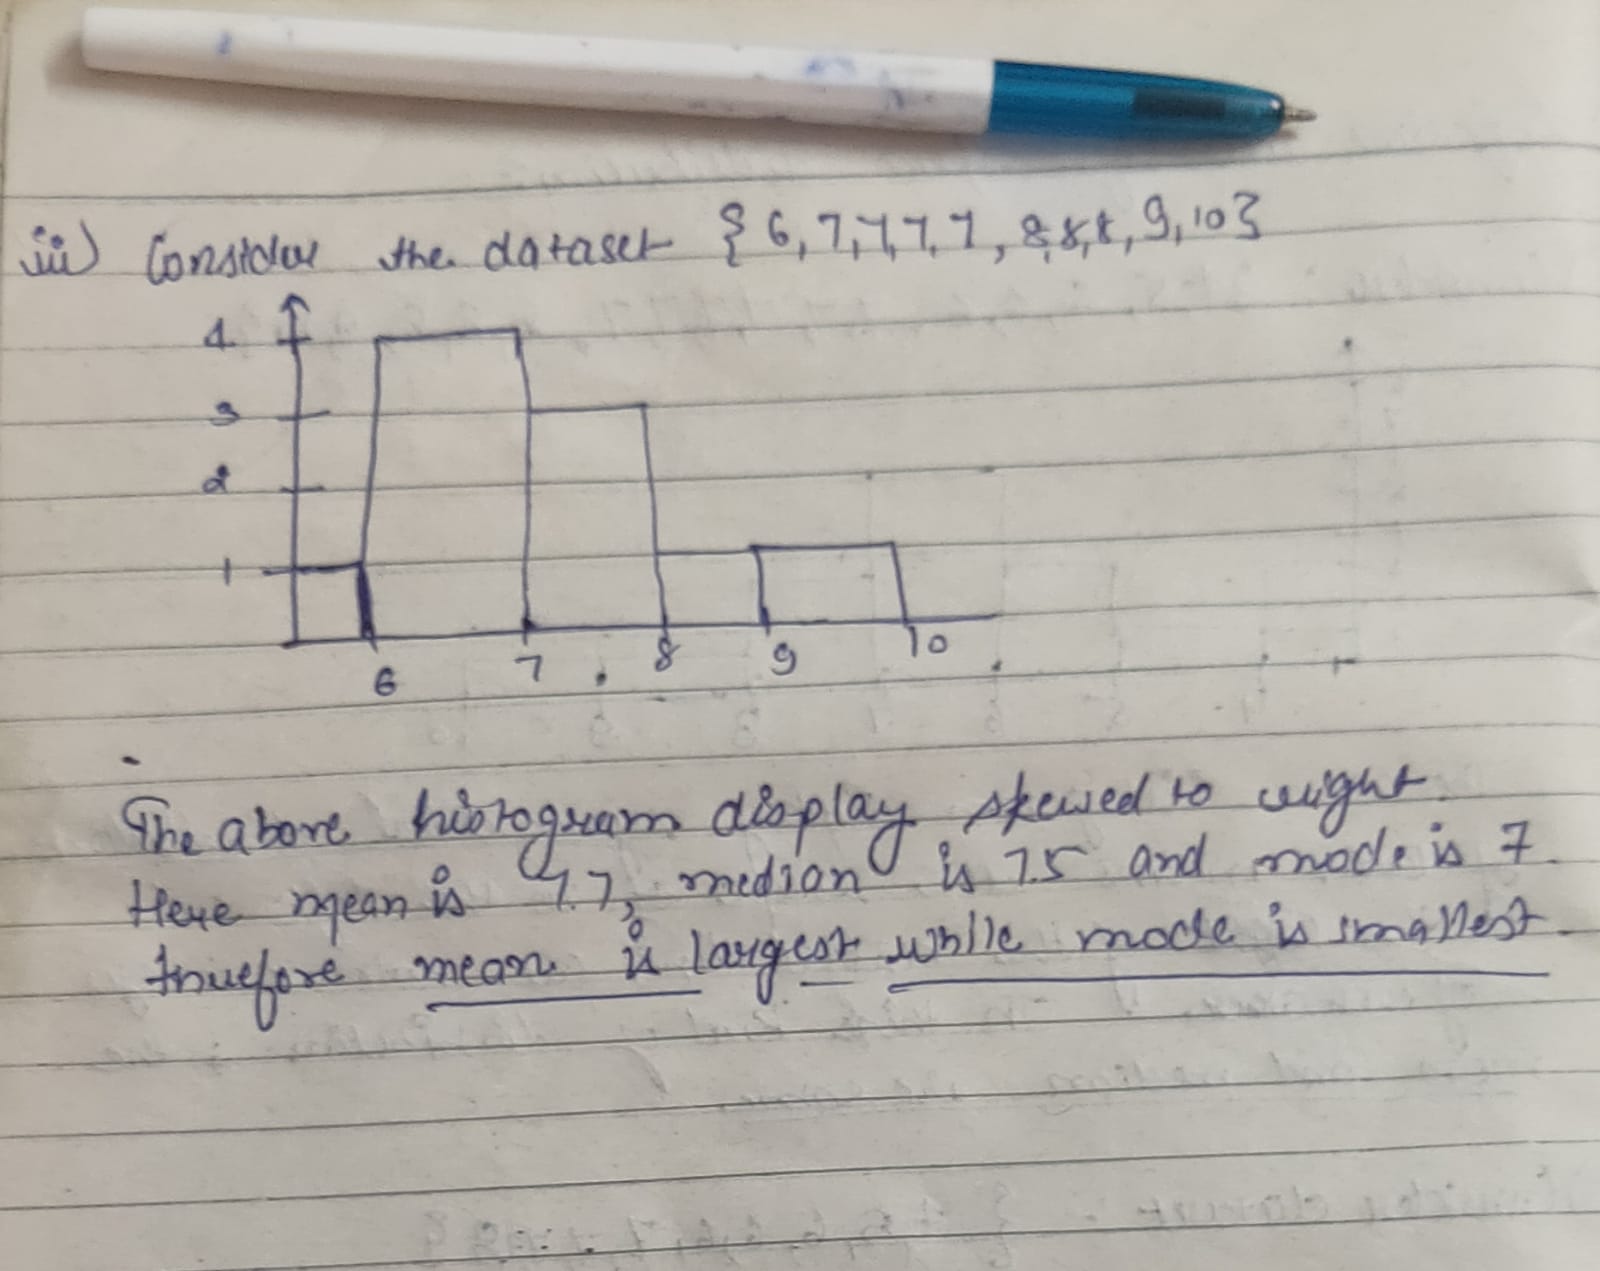 iii) Consider the dataset {6, 7, 7, 7, 7, 8, 8, 8, 9, 10}
4
3
2
1
6 7 8 9 10
The above histogram display skewed to right.
Here mean is 7.7, median is 7.5 and mode is 7.
therefore mean is largest while mode is smallest.